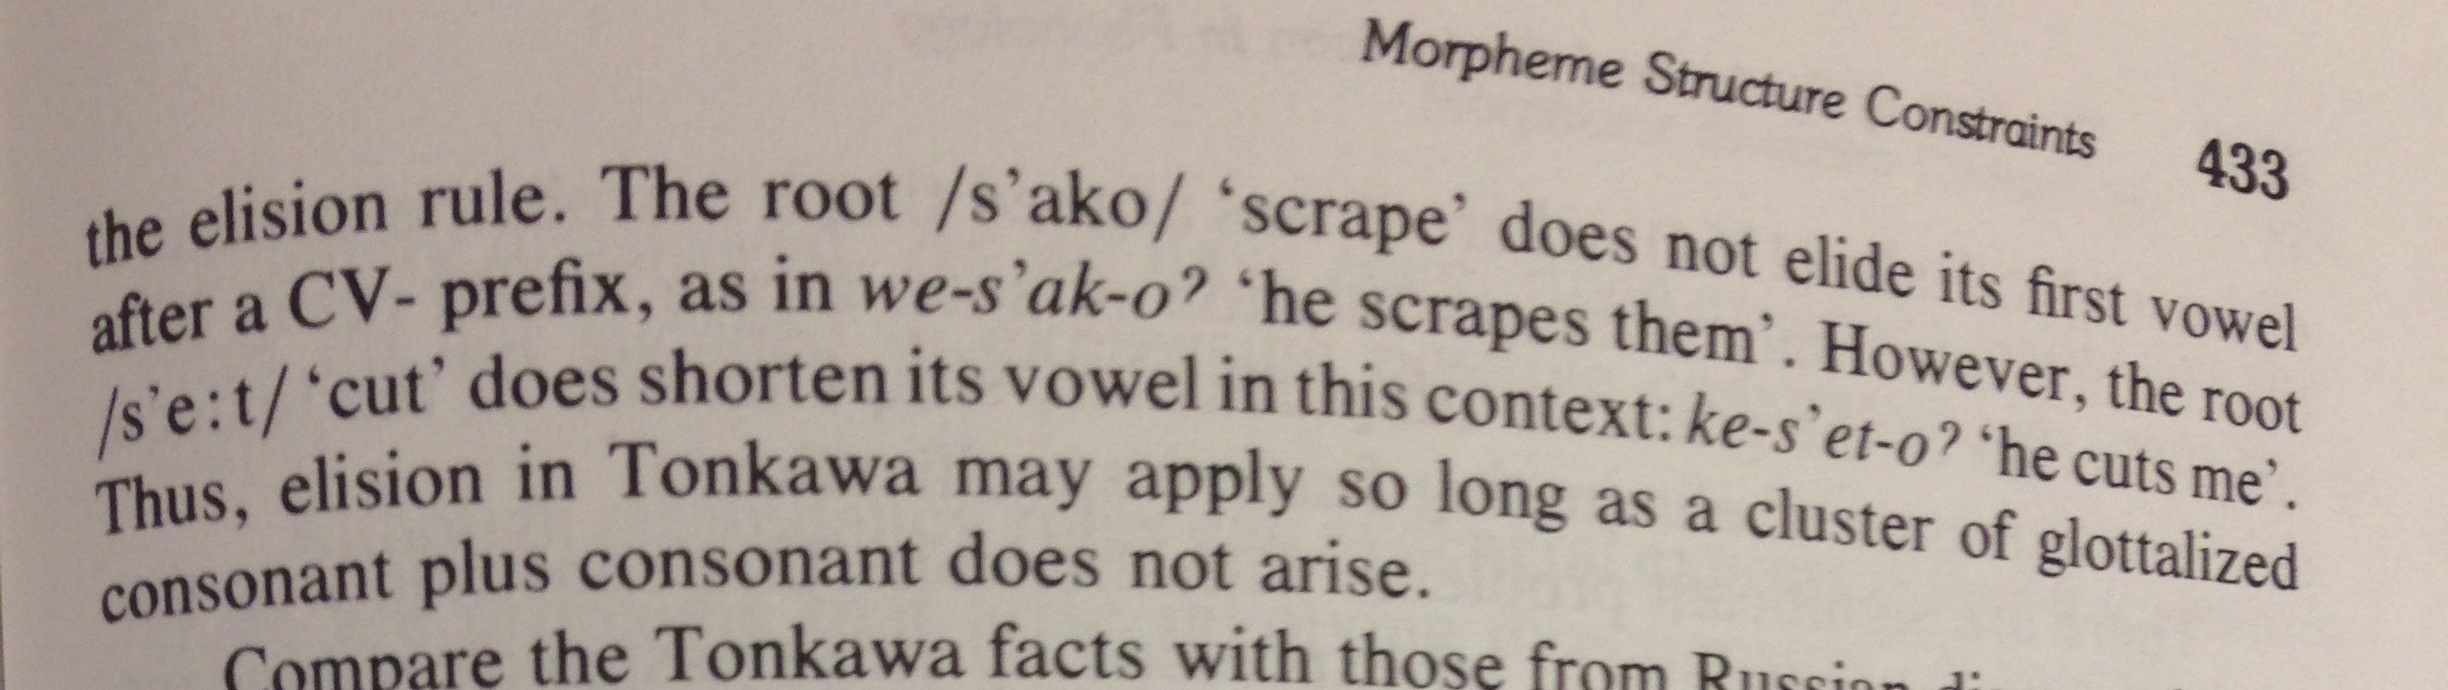 Morpheme Structure Constraints 433
the elision rule. The root /s’ako/ ‘scrape’ does not elide its first vowel
after a CV- prefix, as in we-s’ak-oʔ ‘he scrapes them’. However, the root
/s’e:t/ ‘cut’ does shorten its vowel in this context: ke-s’et-oʔ ‘he cuts me’.
Thus, elision in Tonkawa may apply so long as a cluster of glottalized
consonant plus consonant does not arise.
Compare the Tonkawa facts with those from Russian